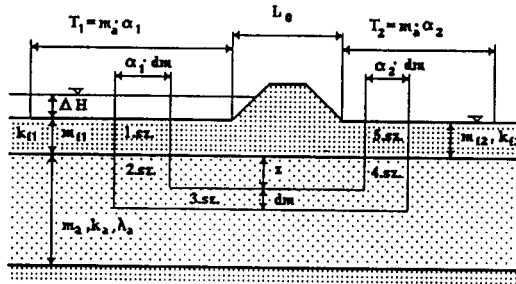 T₁ = mₐ·α₁
L₀
T₂ = mₐ·α₂
α₁· dm
α₂· dm
ΔH
k_f1
m_f1
1.sz.
5.sz.
m_f2, k_f2
2.sz.
z
4.sz.
3.sz.
dm
mₐ, kₐ, λₐ